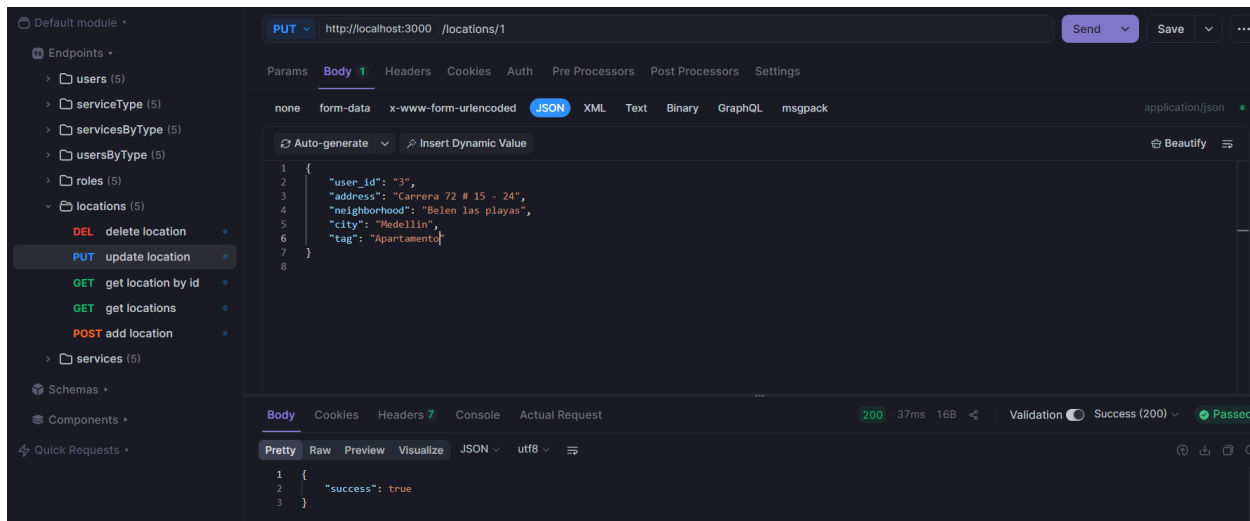 Default module
PUT http://localhost:3000 /locations/1 Send Save ...
Endpoints
users (5)
Params Body 1 Headers Cookies Auth Pre Processors Post Processors Settings
serviceType (5)
none form-data x-www-form-urlencoded JSON XML Text Binary GraphQL msgpack application/json *
servicesByType (5)
Auto-generate Insert Dynamic Value Beautify
usersByType (5)
roles (5)
locations (5)
DEL delete location
PUT update location
GET get location by id
GET get locations
POST add location
services (5)
Schemas
Components
Quick Requests
1 {
2 "user_id": "3",
3 "address": "Carrera 72 # 15 - 24",
4 "neighborhood": "Belen las playas",
5 "city": "Medellin",
6 "tag": "Apartamento"
7 }
8
Body Cookies Headers 7 Console Actual Request 200 37ms 16B Validation Success (200) Passed
Pretty Raw Preview Visualize JSON utf8
1 {
2 "success": true
3 }